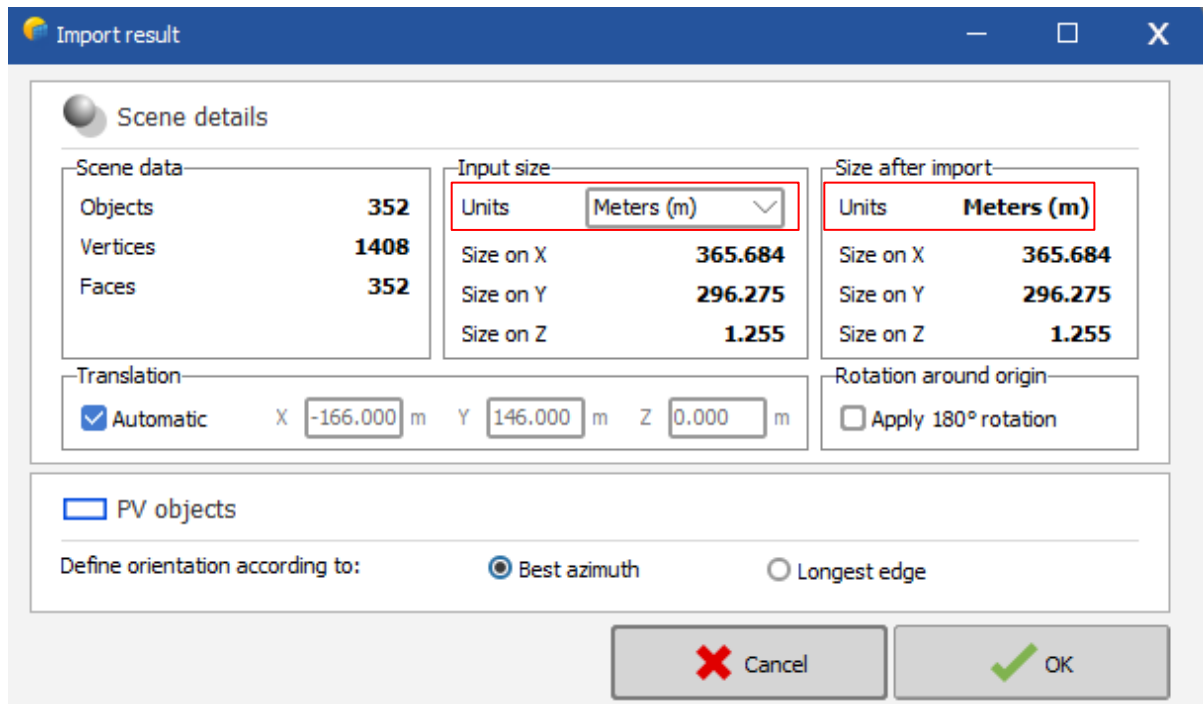 Import result
Scene details
Scene data
Objects 352
Vertices 1408
Faces 352
Input size
Units Meters (m)
Size on X 365.684
Size on Y 296.275
Size on Z 1.255
Size after import
Units Meters (m)
Size on X 365.684
Size on Y 296.275
Size on Z 1.255
Translation
Automatic X -166.000 m Y 146.000 m Z 0.000 m
Rotation around origin
Apply 180° rotation
PV objects
Define orientation according to: Best azimuth Longest edge
Cancel OK